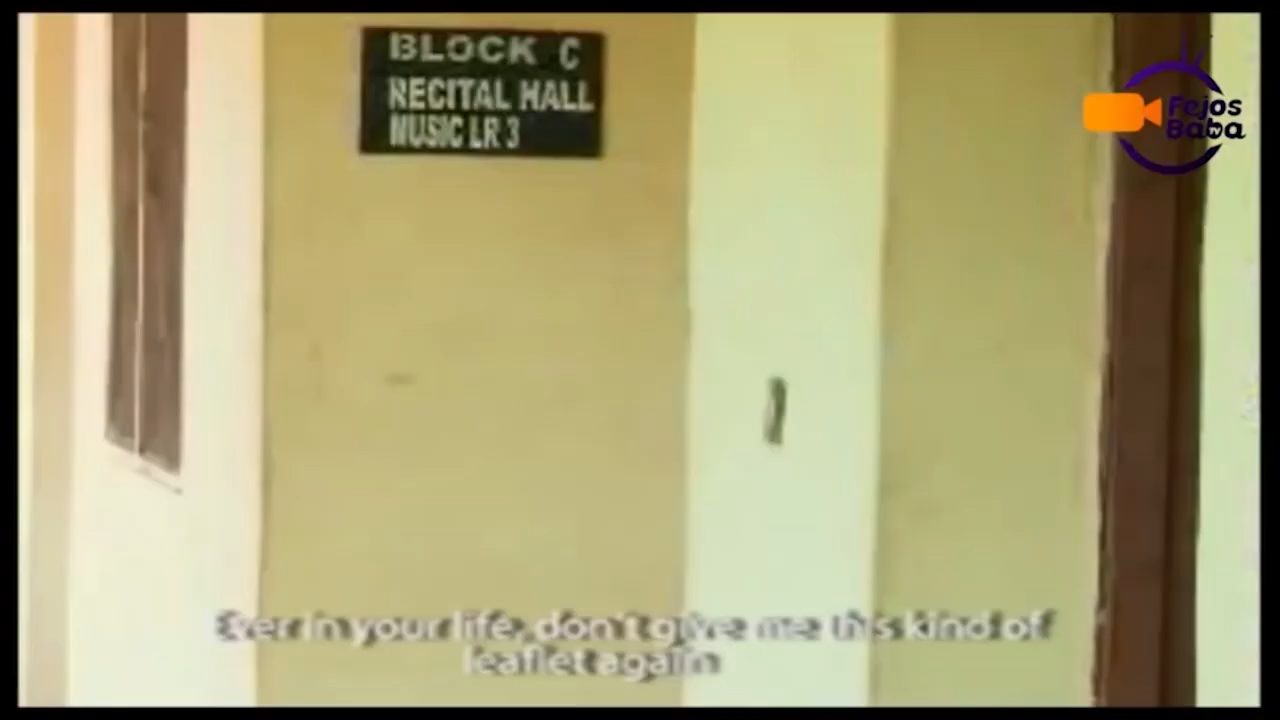 BLOCK C
RECITAL HALL
MUSIC LR 3
Fejos
Baba
Ever in your life, don't give me this kind of
leaflet again